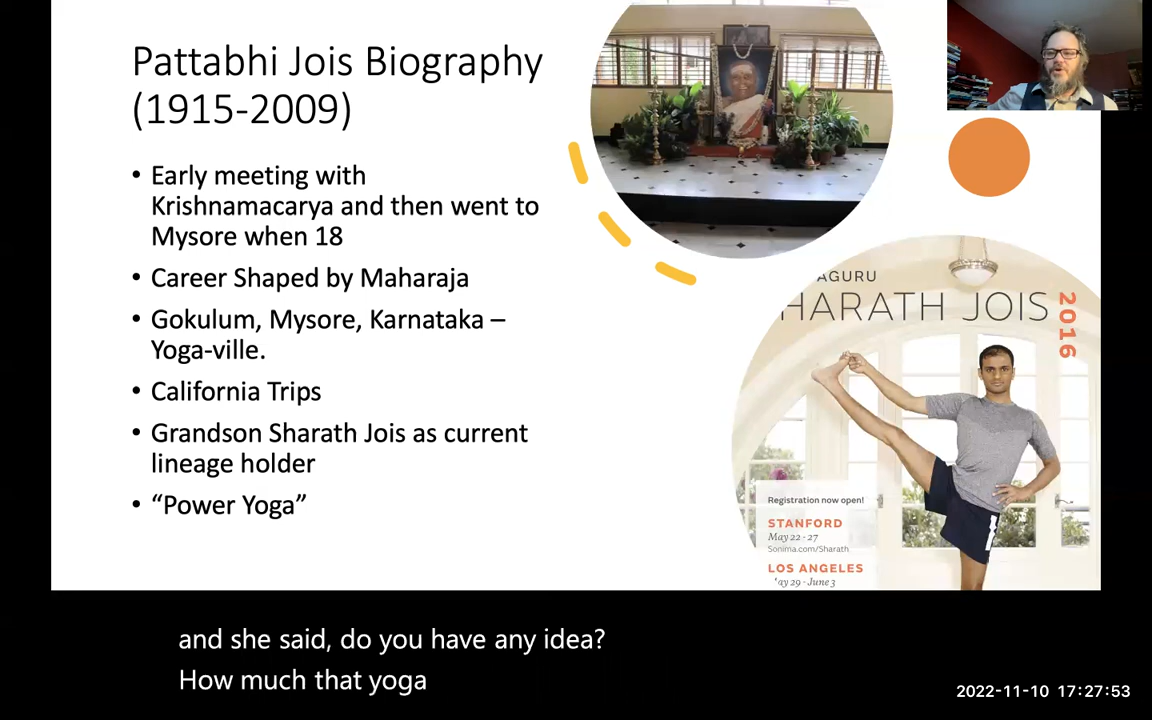 Pattabhi Jois Biography
(1915-2009)
• Early meeting with
Krishnamacarya and then went to
Mysore when 18
• Career Shaped by Maharaja
• Gokulum, Mysore, Karnataka –
Yoga-ville.
• California Trips
• Grandson Sharath Jois as current
lineage holder
• “Power Yoga”
AGURU
HARATH JOIS
2016
Registration now open!
STANFORD
May 22 - 27
Sonima.com/Sharath
LOS ANGELES
ay 29 - June 3
and she said, do you have any idea?
How much that yoga
2022-11-10 17:27:53